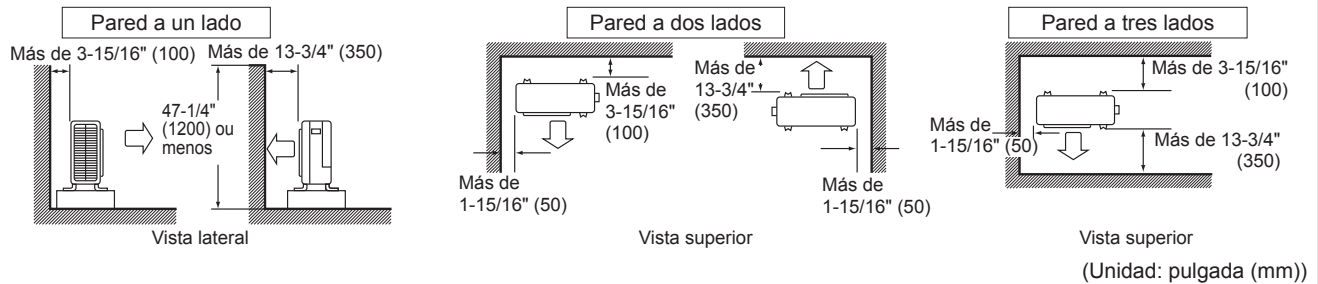 Pared a un lado
Más de 3-15/16" (100)
Más de 13-3/4" (350)
47-1/4"
(1200) ou
menos
Vista lateral
Pared a dos lados
Más de
3-15/16"
(100)
Más de
1-15/16" (50)
Más de
13-3/4"
(350)
Más de
1-15/16" (50)
Vista superior
Pared a tres lados
Más de 3-15/16"
(100)
Más de
1-15/16" (50)
Más de 13-3/4"
(350)
Vista superior
(Unidad: pulgada (mm))